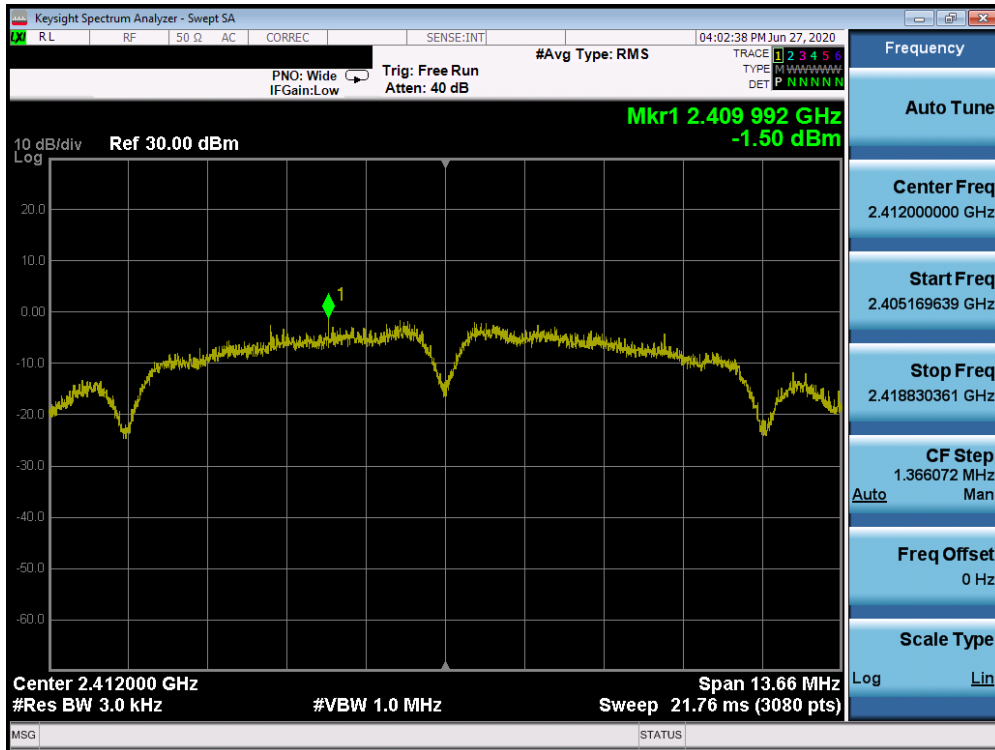 Keysight Spectrum Analyzer - Swept SA
LXI RL RF 50 Ω AC CORREC SENSE:INT 04:02:38 PM Jun 27, 2020
#Avg Type: RMS TRACE 1 2 3 4 5 6
PNO: Wide Trig: Free Run TYPE M WWWWW
IFGain:Low Atten: 40 dB DET P N N N N N
Mkr1 2.409 992 GHz
-1.50 dBm
10 dB/div Ref 30.00 dBm
Log
20.0
10.0
1
0.00
-10.0
-20.0
-30.0
-40.0
-50.0
-60.0
Center 2.412000 GHz Span 13.66 MHz
#Res BW 3.0 kHz #VBW 1.0 MHz Sweep 21.76 ms (3080 pts)
MSG STATUS
Frequency
Auto Tune
Center Freq
2.412000000 GHz
Start Freq
2.405169639 GHz
Stop Freq
2.418830361 GHz
CF Step
1.366072 MHz
Auto Man
Freq Offset
0 Hz
Scale Type
Log Lin